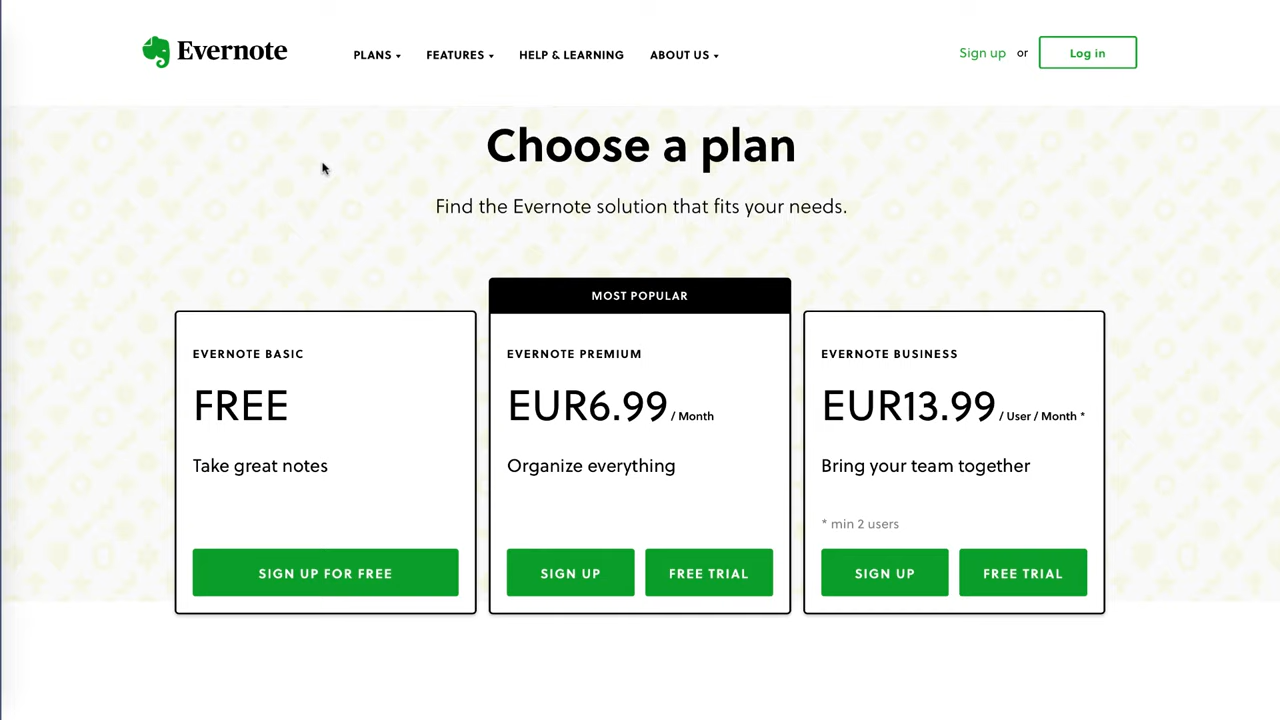 Evernote
PLANS
FEATURES
HELP & LEARNING
ABOUT US
Sign up or Log in
Choose a plan
Find the Evernote solution that fits your needs.
MOST POPULAR
EVERNOTE BASIC
FREE
Take great notes
SIGN UP FOR FREE
EVERNOTE PREMIUM
EUR6.99 / Month
Organize everything
SIGN UP
FREE TRIAL
EVERNOTE BUSINESS
EUR13.99 / User / Month *
Bring your team together
* min 2 users
SIGN UP
FREE TRIAL